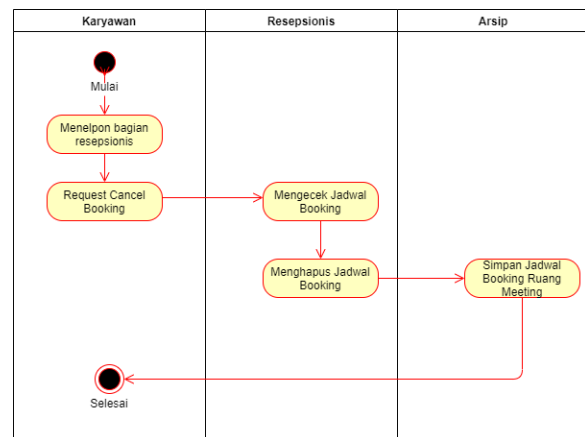 Karyawan
Resepsionis
Arsip
Mulai
Menelpon bagian
resepsionis
Request Cancel
Booking
Mengecek Jadwal
Booking
Menghapus Jadwal
Booking
Simpan Jadwal
Booking Ruang
Meeting
Selesai